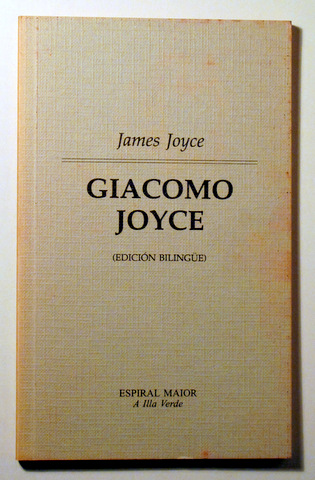 James Joyce
GIACOMO
JOYCE
(EDICIÓN BILINGÜE)
ESPIRAL MAIOR
A Illa Verde